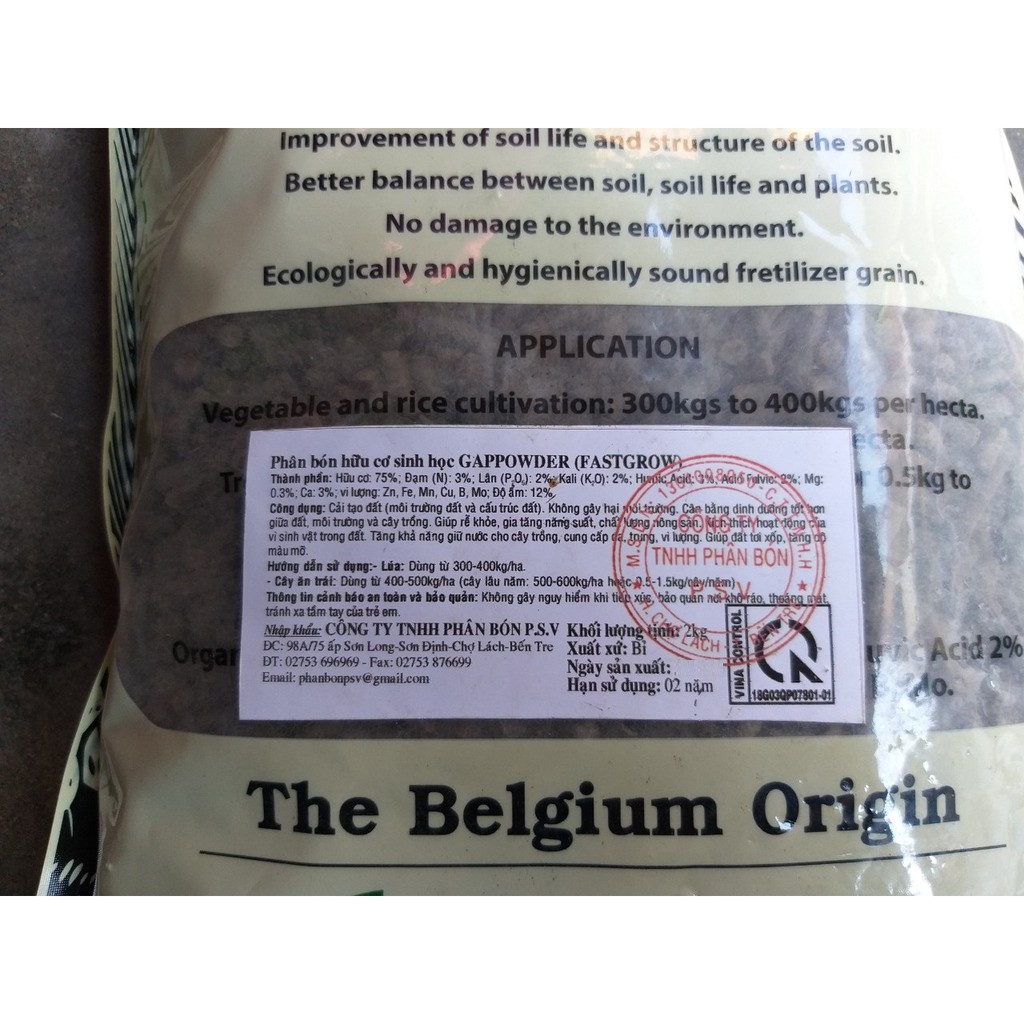 Improvement of soil life and structure of the soil.
Better balance between soil, soil life and plants.
No damage to the environment.
Ecologically and hygienically sound fretilizer grain.
APPLICATION
Vegetable and rice cultivation: 300kgs to 400kgs per hecta.
0.5kg to
Phân bón hữu cơ sinh học GAPPOWDER (FASTGROW)
Thành phần: Hữu cơ: 75%; Đạm (N): 3%; Lân (P₂O₅): 2%; Kali (K₂O): 2%; Humic Acid: 3%, Acid Fulvic: 2%; Mg:
0.3%; Ca: 3%; vi lượng: Zn, Fe, Mn, Cu, B, Mo; Độ ẩm: 12%
Công dụng: Cải tạo đất (môi trường đất và cấu trúc đất). Không gây hại môi trường. Cân bằng dinh dưỡng tốt hơn
giữa đất, môi trường và cây trồng. Giúp rễ khỏe, gia tăng năng suất, chất lượng nông sản. Kích thích hoạt động của
vi sinh vật trong đất. Tăng khả năng giữ nước cho cây trồng, cung cấp đa, trung, vi lượng. Giúp đất tơi xốp, tăng độ
màu mỡ.
Hướng dẫn sử dụng:- Lúa: Dùng từ 300-400kg/ha.
- Cây ăn trái: Dùng từ 400-500kg/ha (cây lâu năm: 500-600kg/ha hoặc 0.5-1.5kg/cây/năm)
Thông tin cảnh báo an toàn và bảo quản: Không gây nguy hiểm khi tiếp xúc, bảo quản nơi khô ráo, thoáng mát,
tránh xa tầm tay của trẻ em.
Nhập khẩu: CÔNG TY TNHH PHÂN BÓN P.S.V
ĐC: 98A/75 ấp Sơn Long-Sơn Định-Chợ Lách-Bến Tre
ĐT: 02753 696969 - Fax: 02753 876699
Email: phanbonpsv@gmail.com
Khối lượng tịnh: 2kg
Xuất xứ: Bỉ
Ngày sản xuất:
Hạn sử dụng: 02 năm
CÔNG TY
TNHH PHÂN BÓN
P.S.V
H. CHỢ LÁCH - BẾN TRE
VINA CONTROL
18G03QP07801-01
Acid 2%
The Belgium Origin